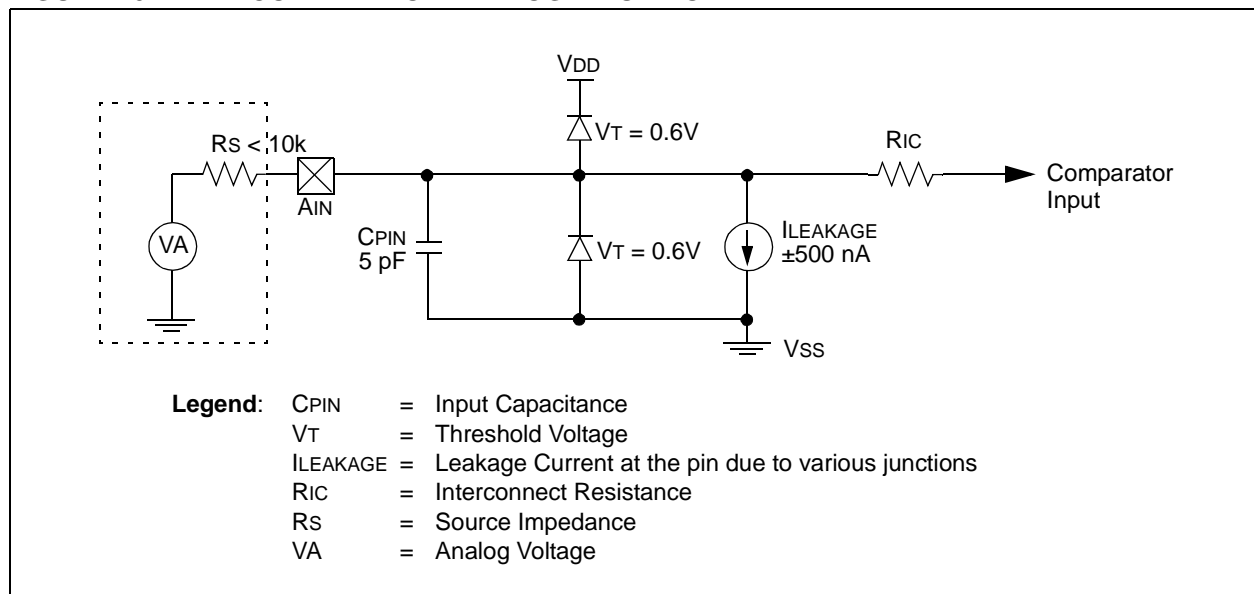 VDD
VT = 0.6V
RS < 10k
RIC
AIN
Comparator
Input
CPIN
5 pF
VT = 0.6V
ILEAKAGE
±500 nA
VA
VSS
Legend: CPIN = Input Capacitance
VT = Threshold Voltage
ILEAKAGE = Leakage Current at the pin due to various junctions
RIC = Interconnect Resistance
RS = Source Impedance
VA = Analog Voltage